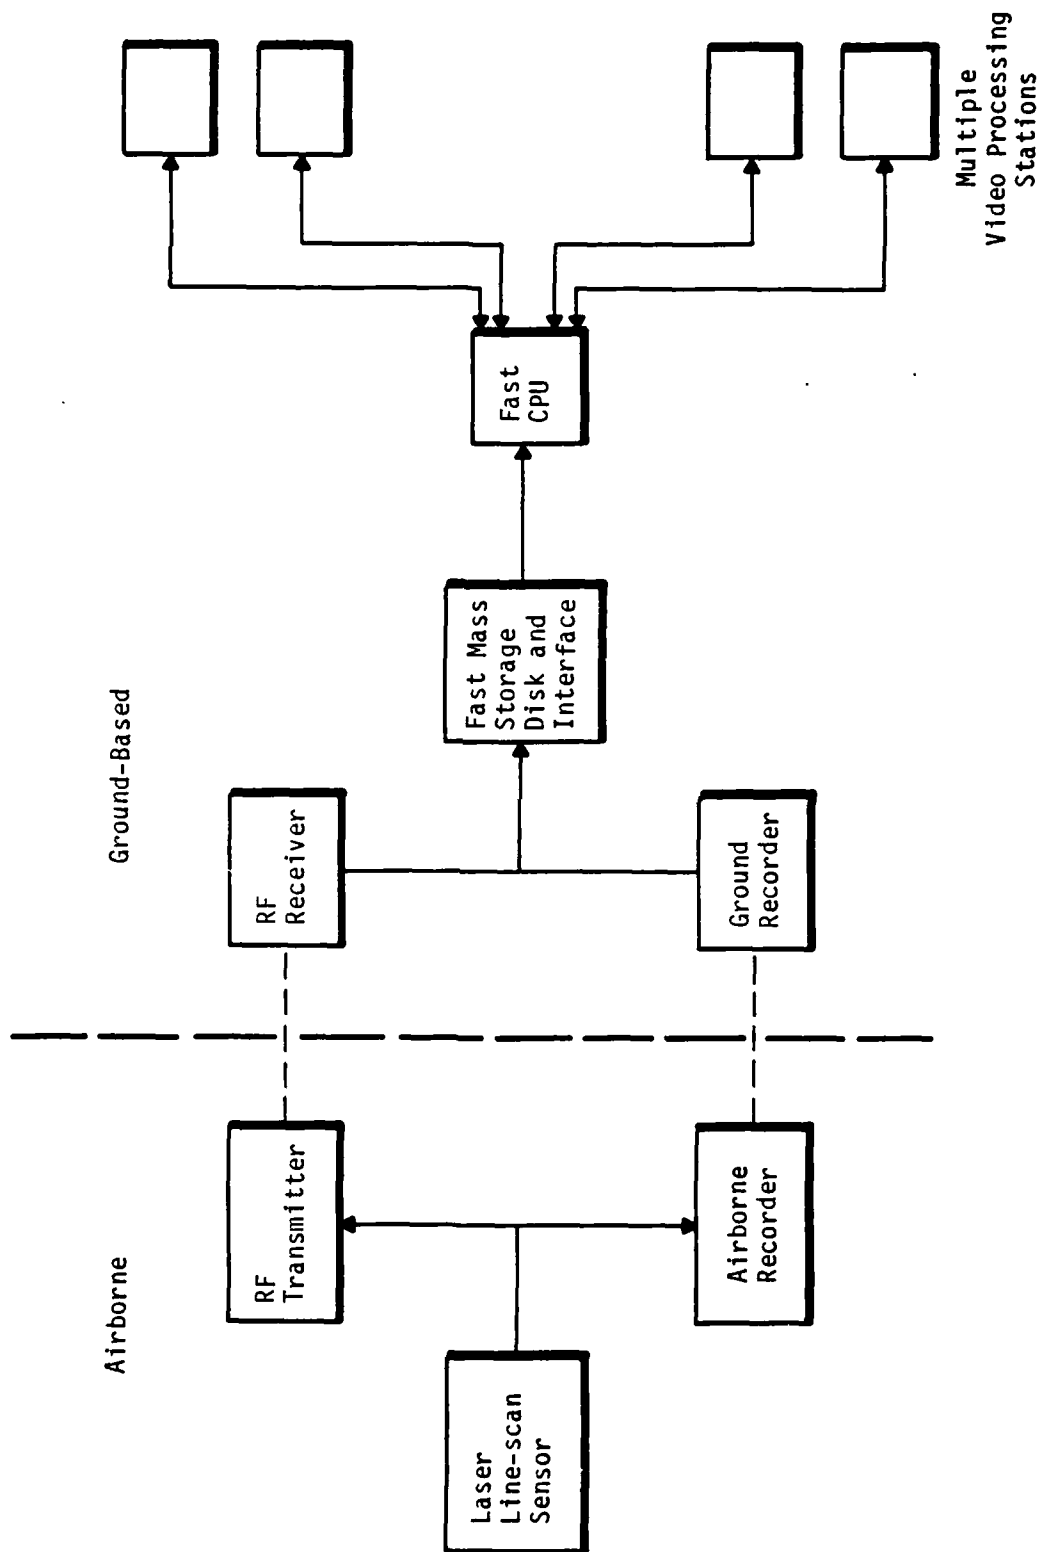 Airborne
Ground-Based
Laser
Line-scan
Sensor
RF
Transmitter
Airborne
Recorder
RF
Receiver
Ground
Recorder
Fast Mass
Storage
Disk and
Interface
Fast
CPU
Multiple
Video Processing
Stations